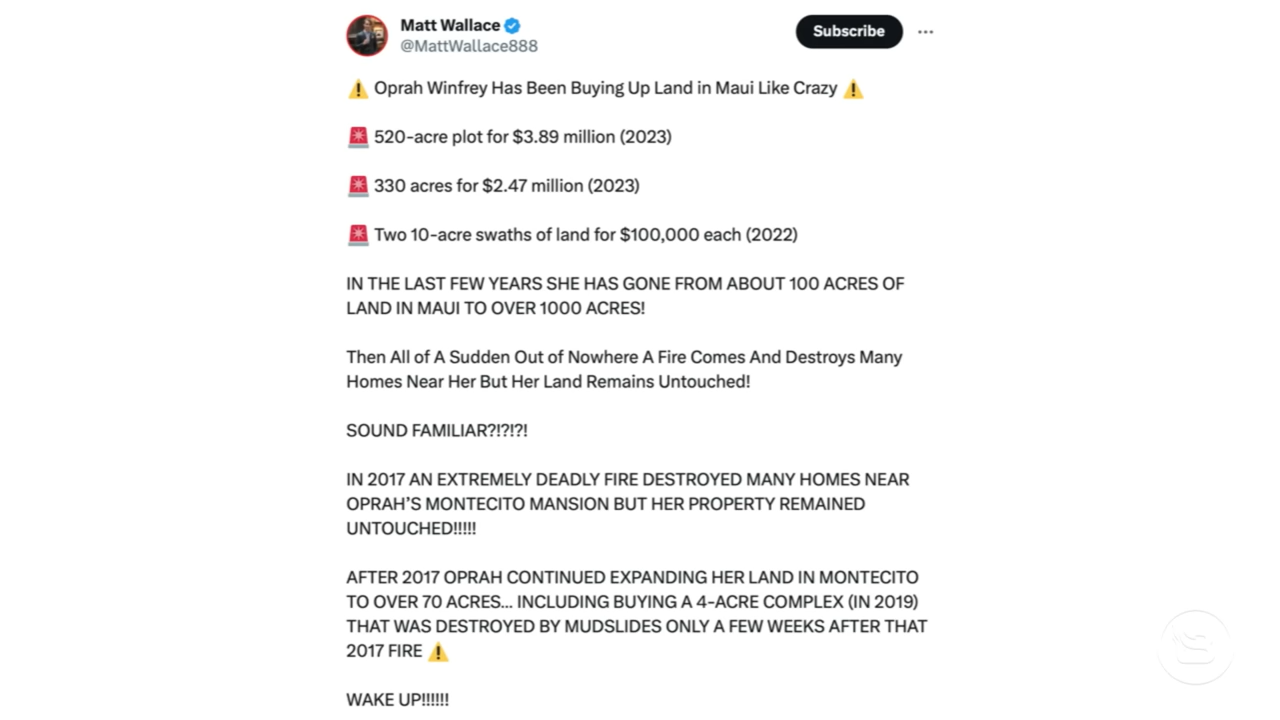 Matt Wallace
@MattWallace888
Subscribe
⚠️ Oprah Winfrey Has Been Buying Up Land in Maui Like Crazy ⚠️
🚨 520-acre plot for $3.89 million (2023)
🚨 330 acres for $2.47 million (2023)
🚨 Two 10-acre swaths of land for $100,000 each (2022)
IN THE LAST FEW YEARS SHE HAS GONE FROM ABOUT 100 ACRES OF
LAND IN MAUI TO OVER 1000 ACRES!
Then All of A Sudden Out of Nowhere A Fire Comes And Destroys Many
Homes Near Her But Her Land Remains Untouched!
SOUND FAMILIAR?!?!?!
IN 2017 AN EXTREMELY DEADLY FIRE DESTROYED MANY HOMES NEAR
OPRAH'S MONTECITO MANSION BUT HER PROPERTY REMAINED
UNTOUCHED!!!!!
AFTER 2017 OPRAH CONTINUED EXPANDING HER LAND IN MONTECITO
TO OVER 70 ACRES... INCLUDING BUYING A 4-ACRE COMPLEX (IN 2019)
THAT WAS DESTROYED BY MUDSLIDES ONLY A FEW WEEKS AFTER THAT
2017 FIRE ⚠️
WAKE UP!!!!!!